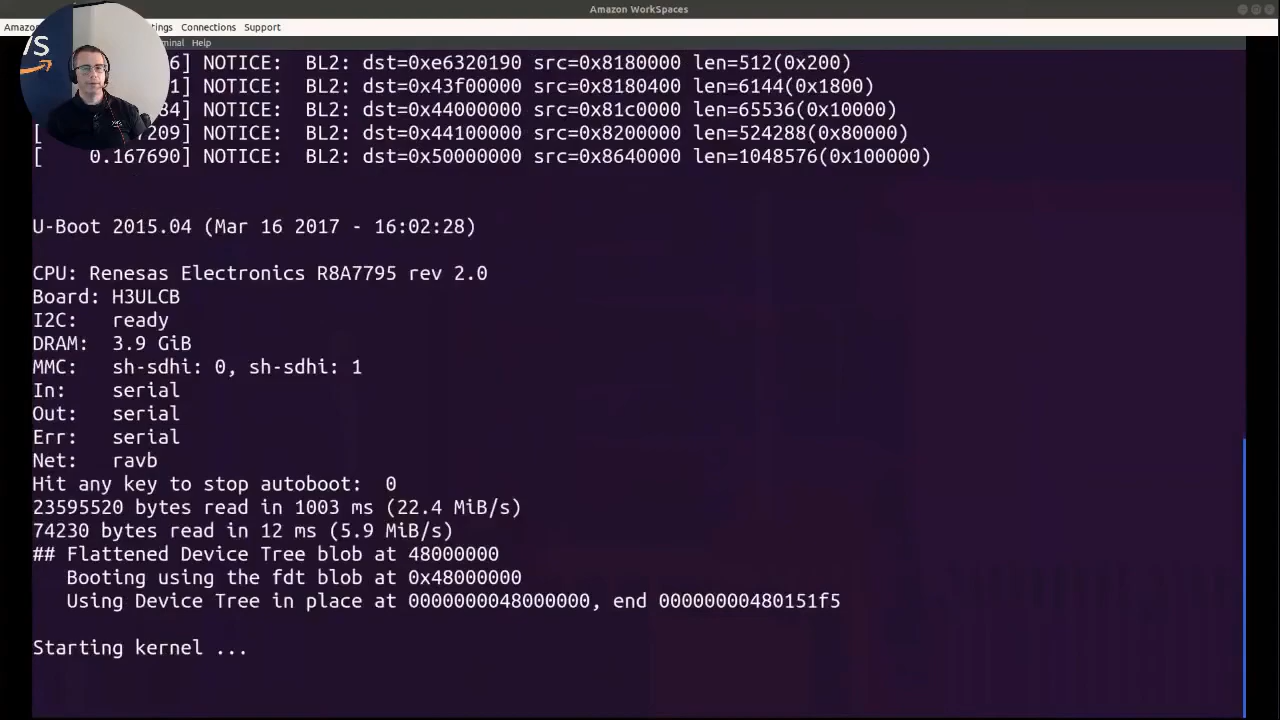 Amazon WorkSpaces
Amazo tings Connections Support
minal Help
6] NOTICE: BL2: dst=0xe6320190 src=0x8180000 len=512(0x200)
1] NOTICE: BL2: dst=0x43f00000 src=0x8180400 len=6144(0x1800)
84] NOTICE: BL2: dst=0x44000000 src=0x81c0000 len=65536(0x10000)
[ 7209] NOTICE: BL2: dst=0x44100000 src=0x8200000 len=524288(0x80000)
[ 0.167690] NOTICE: BL2: dst=0x50000000 src=0x8640000 len=1048576(0x100000)
U-Boot 2015.04 (Mar 16 2017 - 16:02:28)
CPU: Renesas Electronics R8A7795 rev 2.0
Board: H3ULCB
I2C: ready
DRAM: 3.9 GiB
MMC: sh-sdhi: 0, sh-sdhi: 1
In: serial
Out: serial
Err: serial
Net: ravb
Hit any key to stop autoboot: 0
23595520 bytes read in 1003 ms (22.4 MiB/s)
74230 bytes read in 12 ms (5.9 MiB/s)
## Flattened Device Tree blob at 48000000
Booting using the fdt blob at 0x48000000
Using Device Tree in place at 0000000048000000, end 00000000480151f5
Starting kernel ...